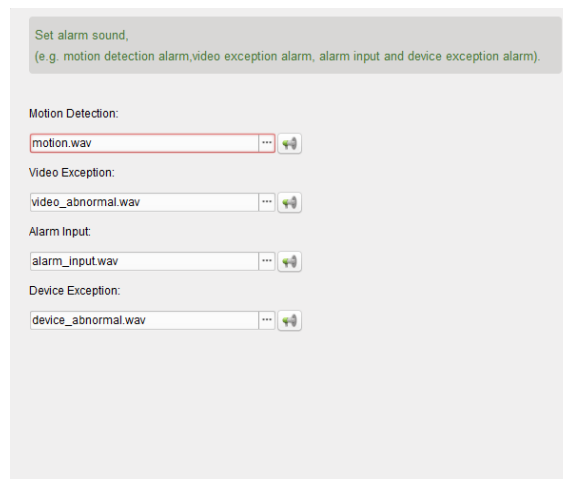 Set alarm sound,
(e.g. motion detection alarm,video exception alarm, alarm input and device exception alarm).
Motion Detection:
motion.wav ...
Video Exception:
video_abnormal.wav ...
Alarm Input:
alarm_input.wav ...
Device Exception:
device_abnormal.wav ...